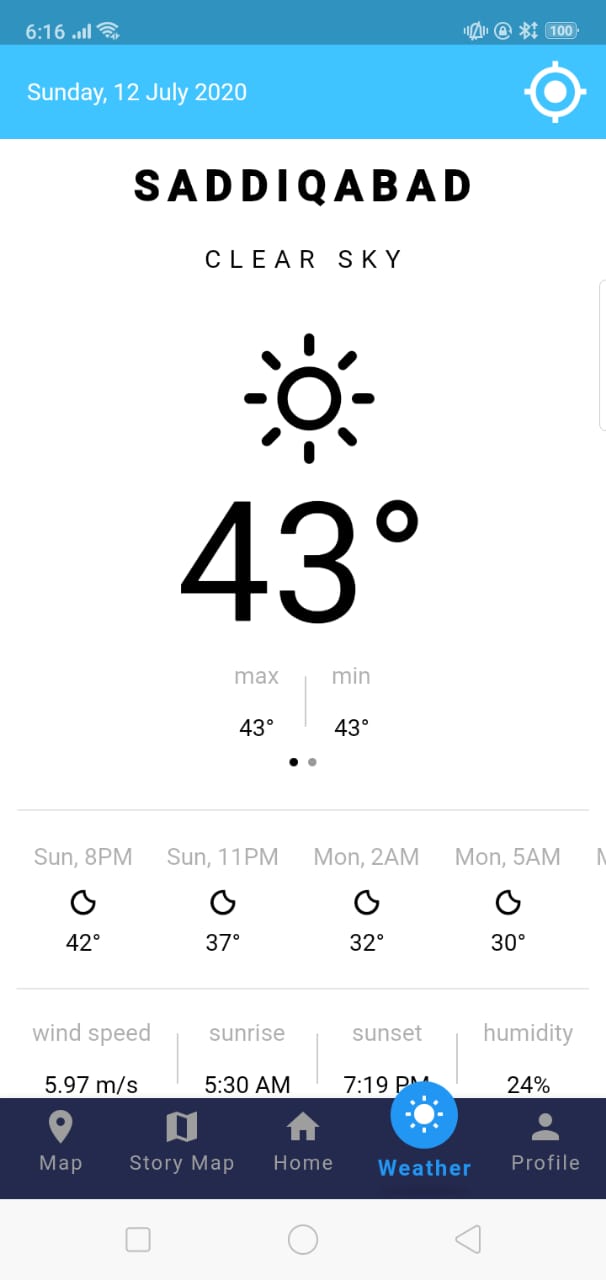 6:16 100
Sunday, 12 July 2020
SADDIQABAD
CLEAR SKY
43°
max min
43° 43°
Sun, 8PM Sun, 11PM Mon, 2AM Mon, 5AM
42° 37° 32° 30°
wind speed sunrise sunset humidity
5.97 m/s 5:30 AM 7:19 PM 24%
Map Story Map Home Weather Profile